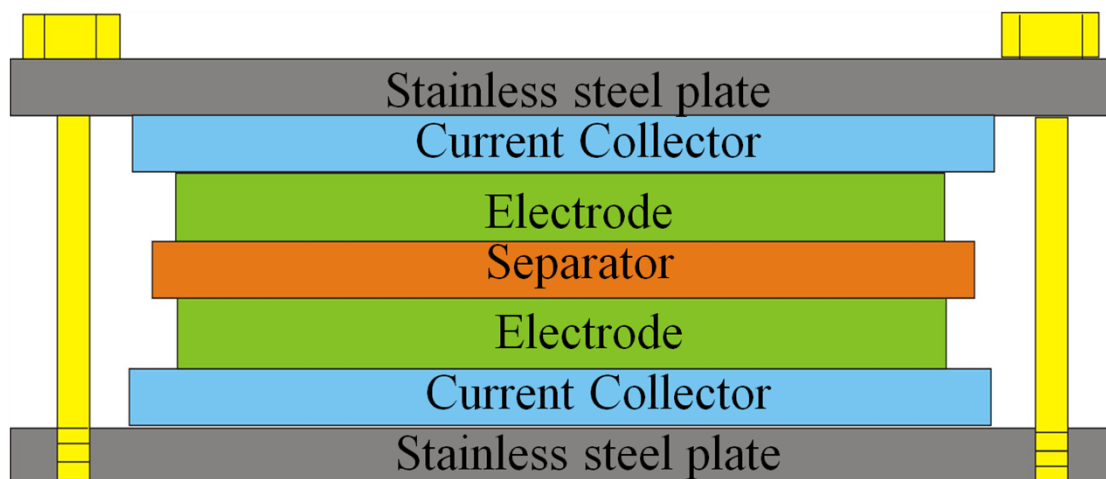 Stainless steel plate
Current Collector
Electrode
Separator
Electrode
Current Collector
Stainless steel plate